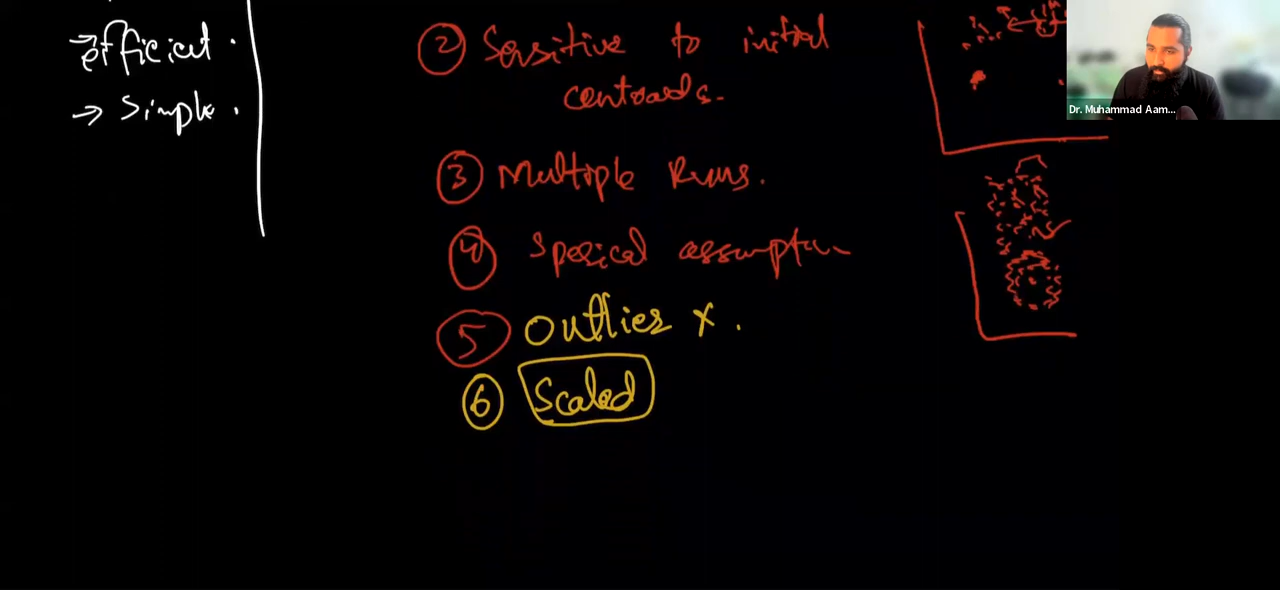 → efficient.
→ Simple.
② Sensitive to initial
centroids.
③ Multiple Runs.
④ Sperical assumption
⑤ Outlies x.
⑥ Scaled
Dr. Muhammad Aam...